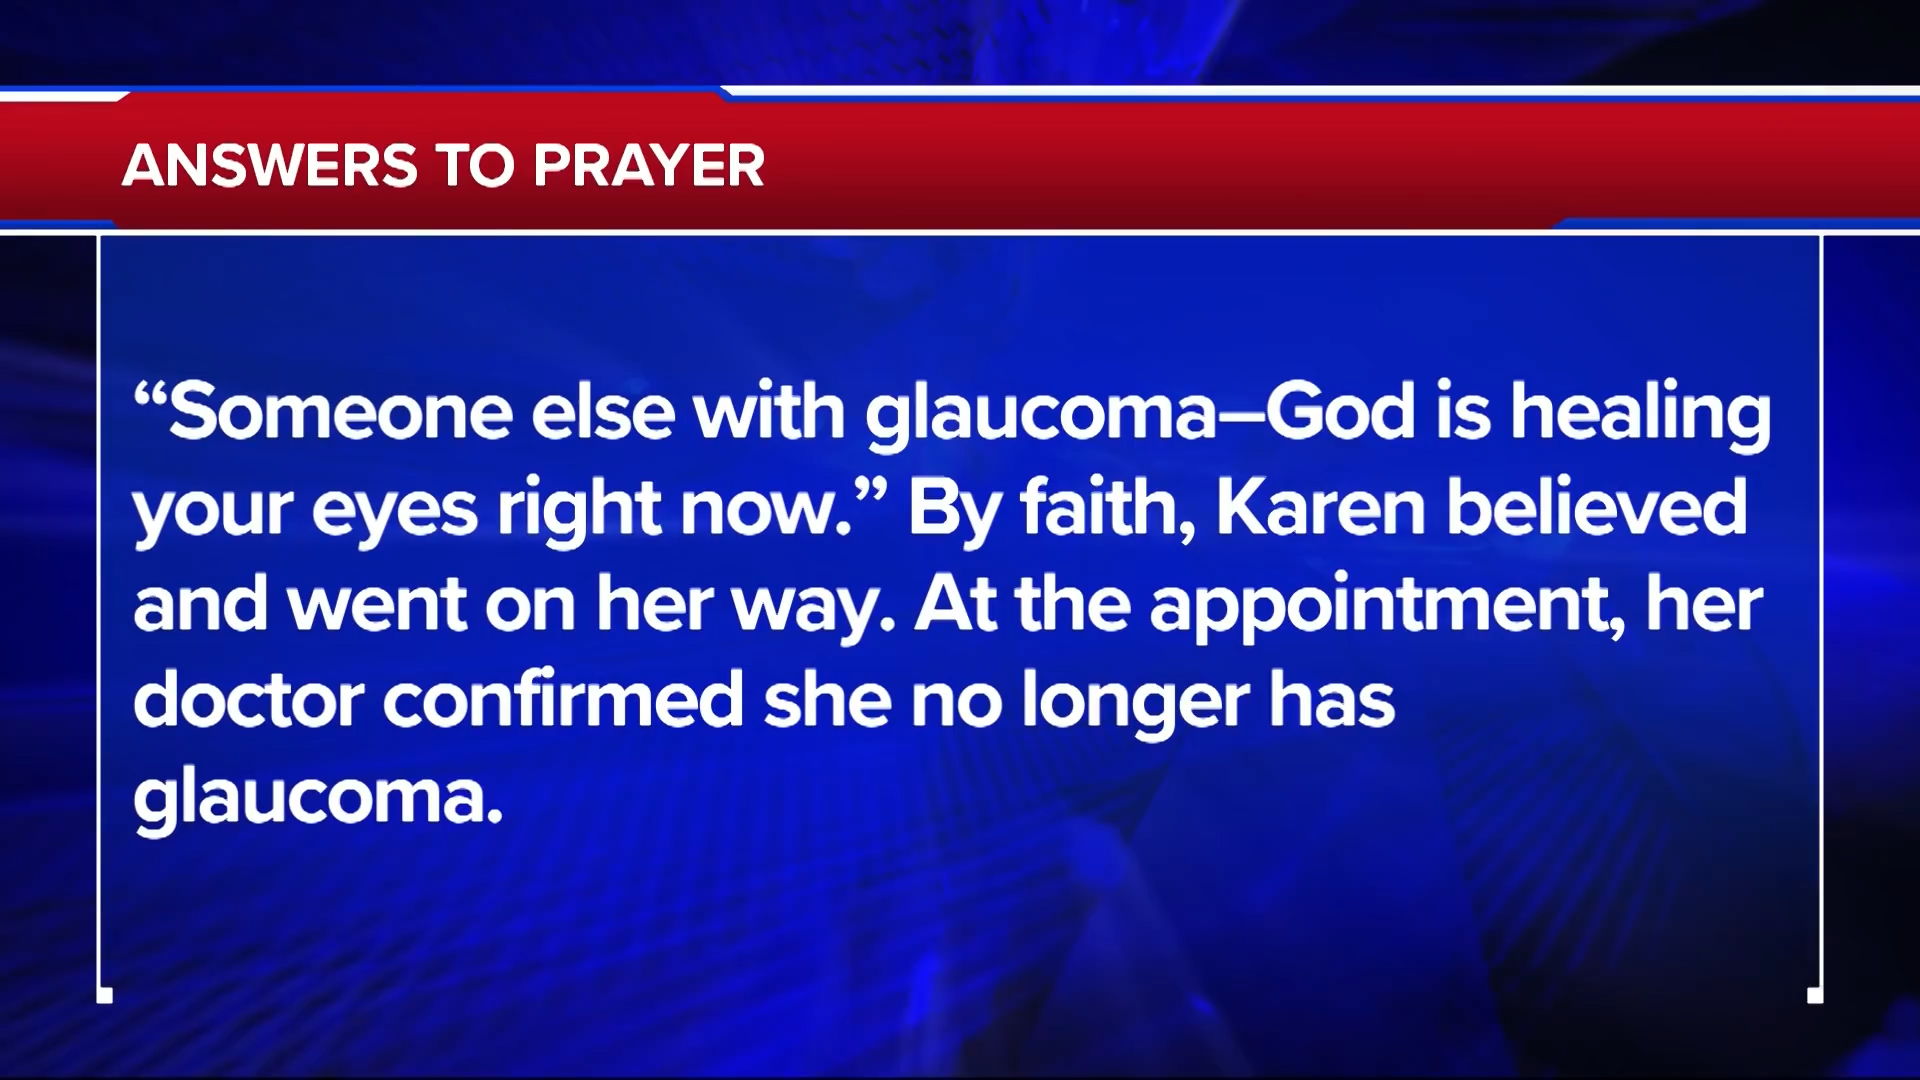 ANSWERS TO PRAYER
“Someone else with glaucoma–God is healing
your eyes right now.” By faith, Karen believed
and went on her way. At the appointment, her
doctor confirmed she no longer has
glaucoma.